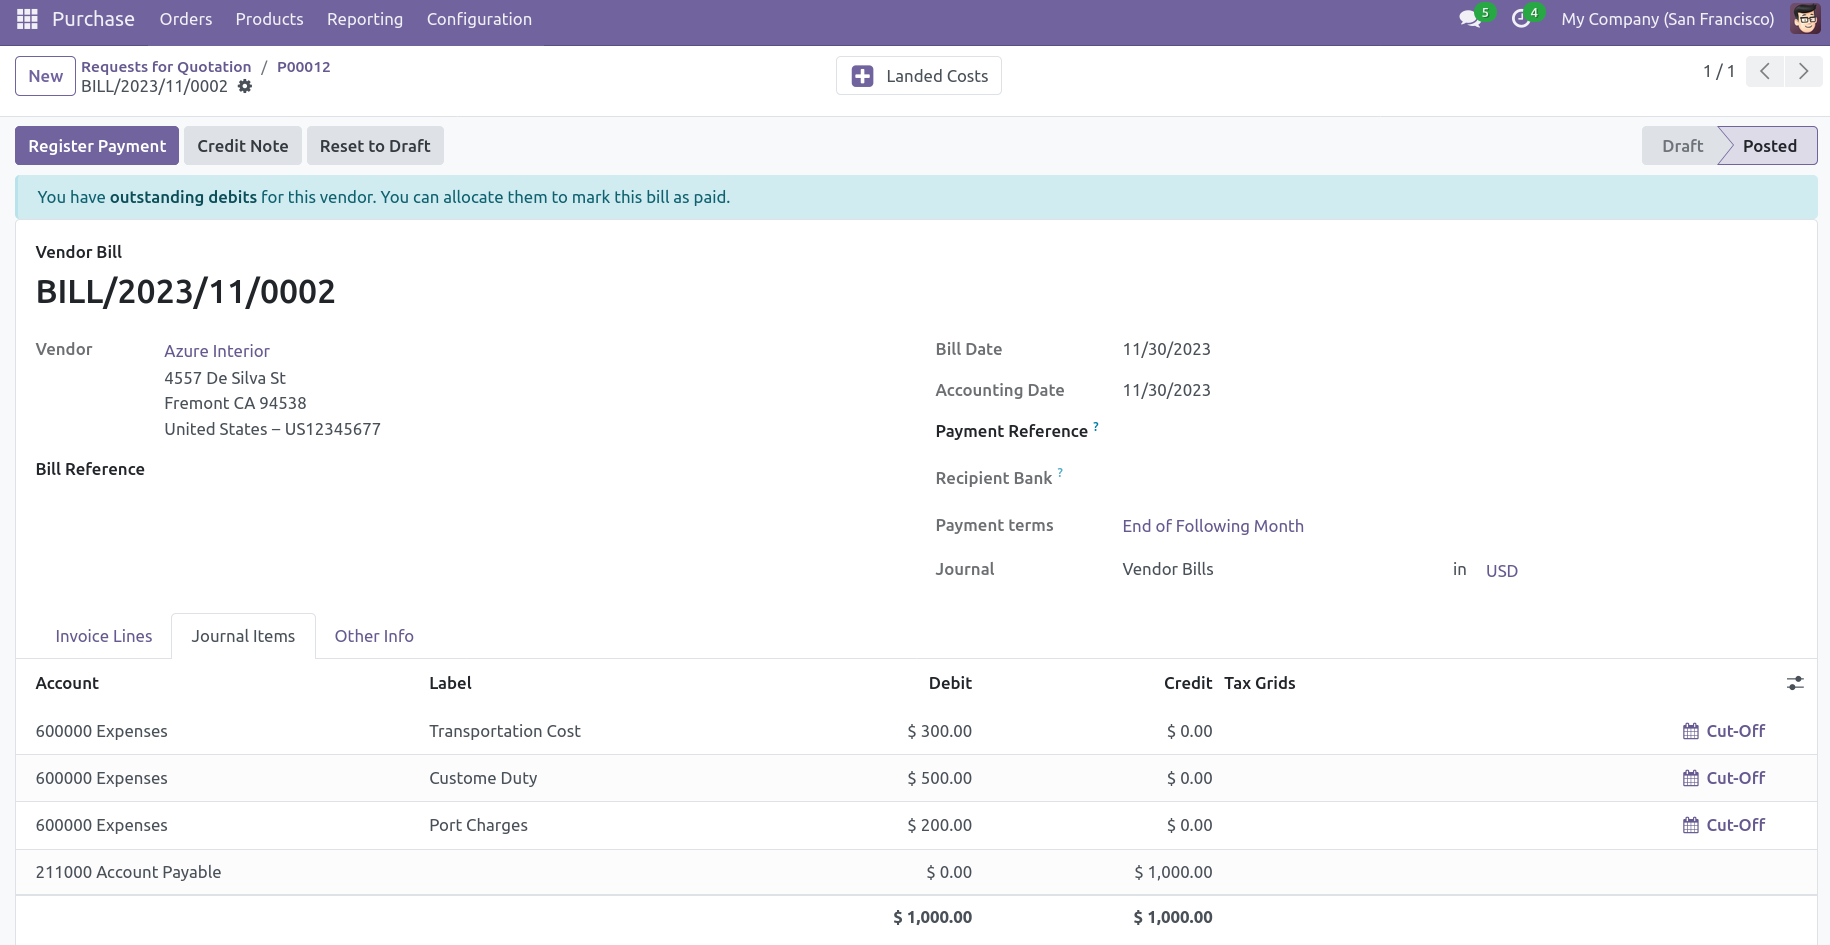 Purchase Orders Products Reporting Configuration 5 4 My Company (San Francisco)
New Requests for Quotation / P00012
BILL/2023/11/0002
Landed Costs
1 / 1
Register Payment Credit Note Reset to Draft Draft Posted
You have outstanding debits for this vendor. You can allocate them to mark this bill as paid.
Vendor Bill
BILL/2023/11/0002
Vendor Azure Interior
4557 De Silva St
Fremont CA 94538
United States – US12345677
Bill Reference
Bill Date 11/30/2023
Accounting Date 11/30/2023
Payment Reference ?
Recipient Bank ?
Payment terms End of Following Month
Journal Vendor Bills in USD
Invoice Lines Journal Items Other Info
Account Label Debit Credit Tax Grids
600000 Expenses Transportation Cost $ 300.00 $ 0.00 Cut-Off
600000 Expenses Custome Duty $ 500.00 $ 0.00 Cut-Off
600000 Expenses Port Charges $ 200.00 $ 0.00 Cut-Off
211000 Account Payable $ 0.00 $ 1,000.00
$ 1,000.00 $ 1,000.00